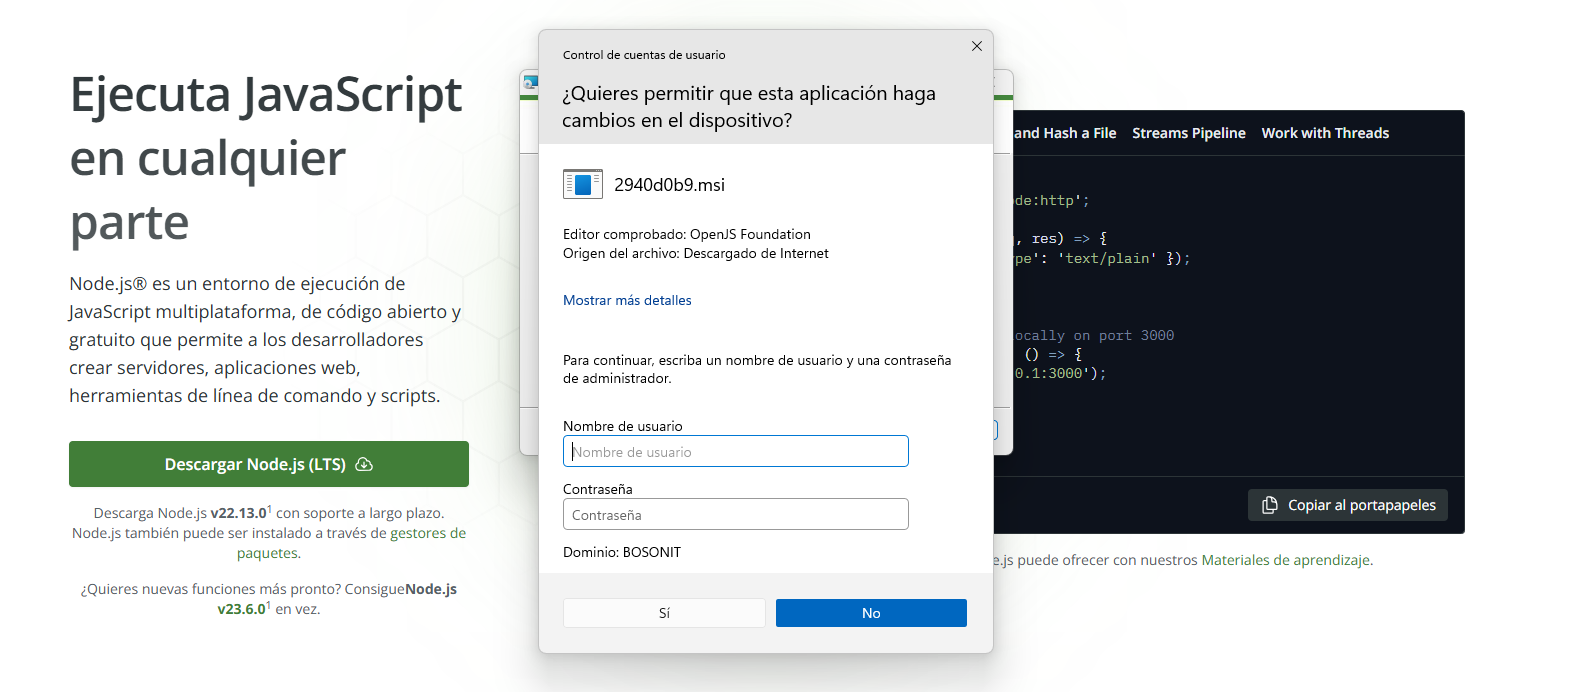 Ejecuta JavaScript
en cualquier
parte
Node.js® es un entorno de ejecución de
JavaScript multiplataforma, de código abierto y
gratuito que permite a los desarrolladores
crear servidores, aplicaciones web,
herramientas de línea de comando y scripts.
Descargar Node.js (LTS)
Descarga Node.js v22.13.0¹ con soporte a largo plazo.
Node.js también puede ser instalado a través de gestores de
paquetes.
¿Quieres nuevas funciones más pronto? ConsigueNode.js
v23.6.0¹ en vez.
Control de cuentas de usuario
¿Quieres permitir que esta aplicación haga
cambios en el dispositivo?
2940d0b9.msi
Editor comprobado: OpenJS Foundation
Origen del archivo: Descargado de Internet
Mostrar más detalles
Para continuar, escriba un nombre de usuario y una contraseña
de administrador.
Nombre de usuario
Nombre de usuario
Contraseña
Contraseña
Dominio: BOSONIT
Sí No
and Hash a File Streams Pipeline Work with Threads
de:http';
, res) => {
pe': 'text/plain' });
ocally on port 3000
() => {
0.1:3000');
Copiar al portapapeles
e.js puede ofrecer con nuestros Materiales de aprendizaje.